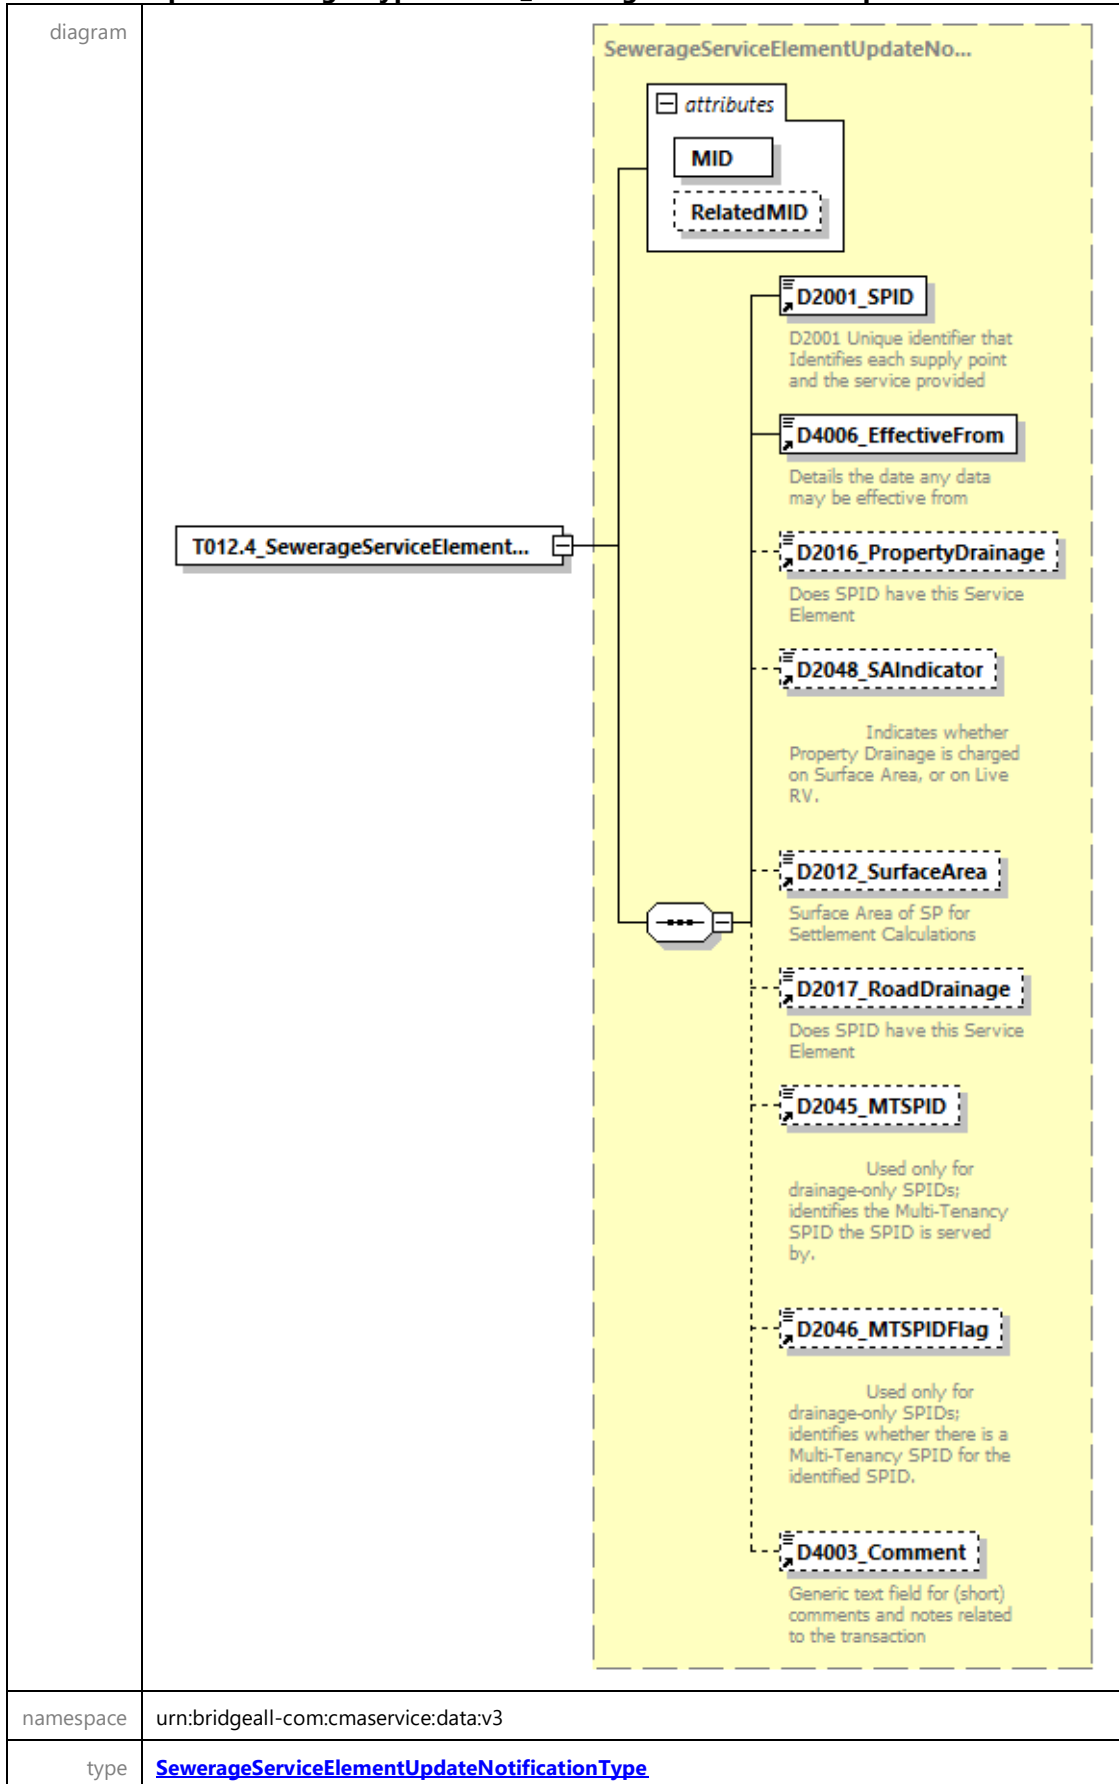 diagram
SewerageServiceElementUpdateNo...
attributes
MID
RelatedMID
D2001_SPID
D2001 Unique identifier that
Identifies each supply point
and the service provided
D4006_EffectiveFrom
Details the date any data
may be effective from
T012.4_SewerageServiceElement...
D2016_PropertyDrainage
Does SPID have this Service
Element
D2048_SAIndicator
Indicates whether
Property Drainage is charged
on Surface Area, or on Live
RV.
D2012_SurfaceArea
Surface Area of SP for
Settlement Calculations
D2017_RoadDrainage
Does SPID have this Service
Element
D2045_MTSPID
Used only for
drainage-only SPIDs;
identifies the Multi-Tenancy
SPID the SPID is served
by.
D2046_MTSPIDFlag
Used only for
drainage-only SPIDs;
identifies whether there is a
Multi-Tenancy SPID for the
identified SPID.
D4003_Comment
Generic text field for (short)
comments and notes related
to the transaction
namespace urn:bridgeall-com:cmaservice:data:v3
type SewerageServiceElementUpdateNotificationType